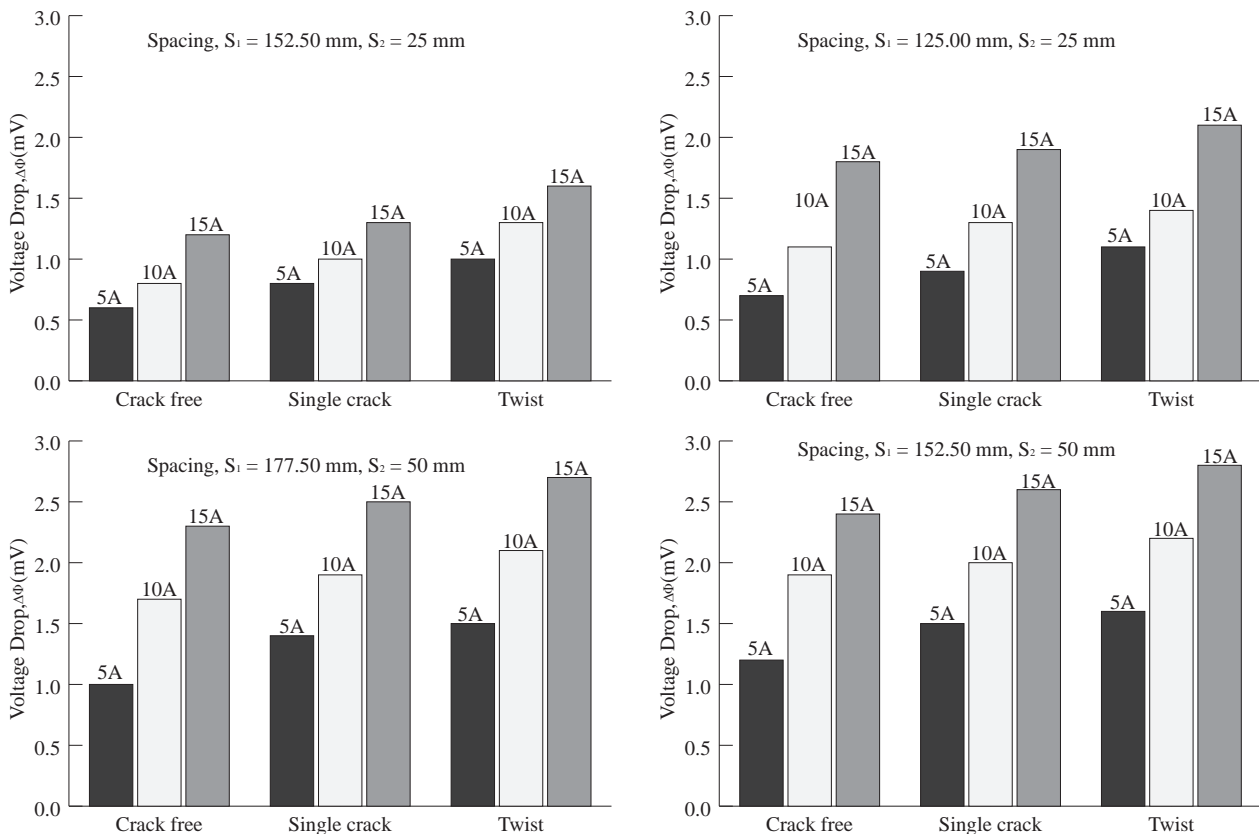 Spacing, S₁ = 152.50 mm, S₂ = 25 mm
Voltage Drop,ΔΦ(mV)
3.0
2.5
2.0
1.5
1.0
0.5
0.0
5A
10A
15A
5A
10A
15A
5A
10A
15A
Crack free
Single crack
Twist
Spacing, S₁ = 125.00 mm, S₂ = 25 mm
Voltage Drop,ΔΦ(mV)
3.0
2.5
2.0
1.5
1.0
0.5
0.0
5A
10A
15A
5A
10A
15A
5A
10A
15A
Crack free
Single crack
Twist
Spacing, S₁ = 177.50 mm, S₂ = 50 mm
Voltage Drop,ΔΦ(mV)
3.0
2.5
2.0
1.5
1.0
0.5
0.0
5A
10A
15A
5A
10A
15A
5A
10A
15A
Crack free
Single crack
Twist
Spacing, S₁ = 152.50 mm, S₂ = 50 mm
Voltage Drop,ΔΦ(mV)
3.0
2.5
2.0
1.5
1.0
0.5
0.0
5A
10A
15A
5A
10A
15A
5A
10A
15A
Crack free
Single crack
Twist